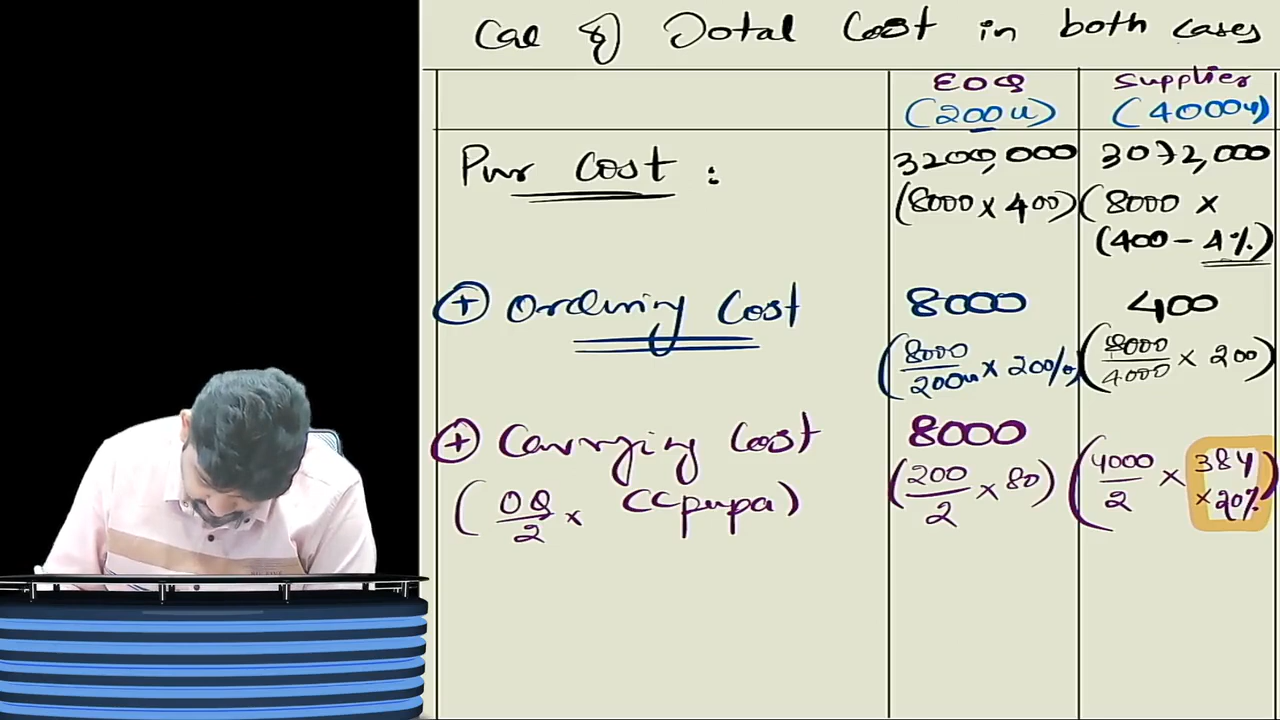 Cal of Total Cost in both cases
EOQ Supplier
(200u) (4000u)
Pur Cost : 3200,000 3072,000
(8000 x 400) (8000 x
(400 - 4%)
+ Ordering Cost 8000 400
(8000/200u x 200/o) (8000/4000 x 200)
+ Carrying Cost 8000
(OQ/2 x CCpupa) (200/2 x 80) (4000/2 x 384
x 20%)